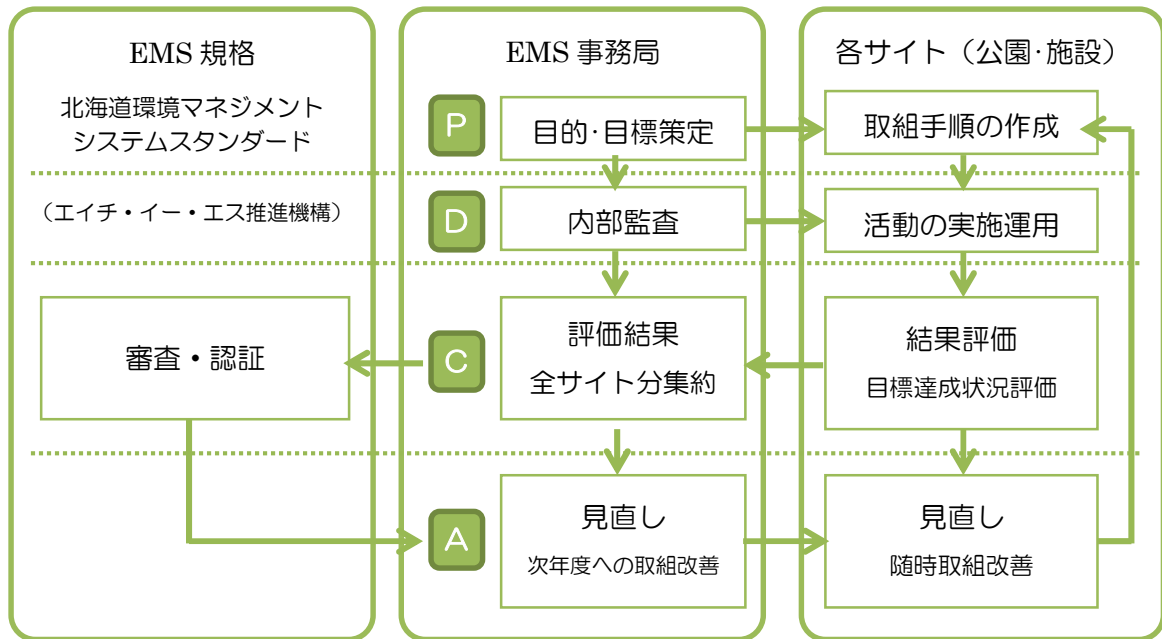 EMS 規格
北海道環境マネジメント
システムスタンダード
（エイチ・イー・エス推進機構）
審査・認証
EMS 事務局
P
目的･目標策定
D
内部監査
C
評価結果
全サイト分集約
A
見直し
次年度への取組改善
各サイト（公園･施設）
取組手順の作成
活動の実施運用
結果評価
目標達成状況評価
見直し
随時取組改善